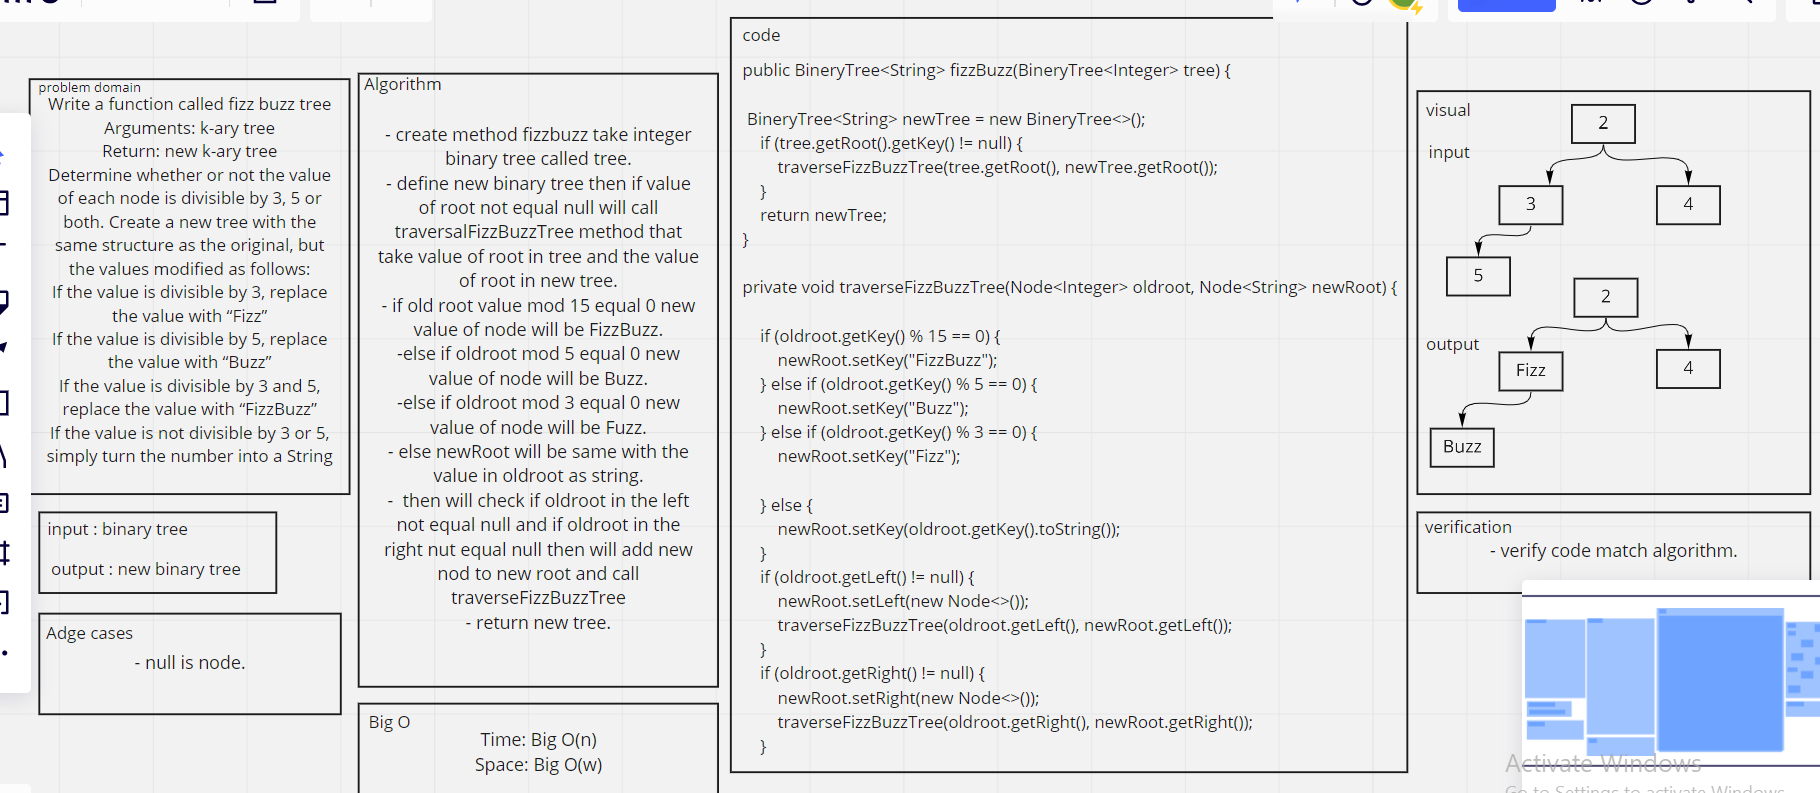 problem domain
Write a function called fizz buzz tree
Arguments: k-ary tree
Return: new k-ary tree
Determine whether or not the value
of each node is divisible by 3, 5 or
both. Create a new tree with the
same structure as the original, but
the values modified as follows:
If the value is divisible by 3, replace
the value with “Fizz”
If the value is divisible by 5, replace
the value with “Buzz”
If the value is divisible by 3 and 5,
replace the value with “FizzBuzz”
If the value is not divisible by 3 or 5,
simply turn the number into a String
input : binary tree
output : new binary tree
Adge cases
- null is node.
Algorithm
- create method fizzbuzz take integer
binary tree called tree.
- define new binary tree then if value
of root not equal null will call
traversalFizzBuzzTree method that
take value of root in tree and the value
of root in new tree.
- if old root value mod 15 equal 0 new
value of node will be FizzBuzz.
-else if oldroot mod 5 equal 0 new
value of node will be Buzz.
-else if oldroot mod 3 equal 0 new
value of node will be Fuzz.
- else newRoot will be same with the
value in oldroot as string.
- then will check if oldroot in the left
not equal null and if oldroot in the
right nut equal null then will add new
nod to new root and call
traverseFizzBuzzTree
- return new tree.
Big O
Time: Big O(n)
Space: Big O(w)
code
public BineryTree<String> fizzBuzz(BineryTree<Integer> tree) {
BineryTree<String> newTree = new BineryTree<>();
if (tree.getRoot().getKey() != null) {
traverseFizzBuzzTree(tree.getRoot(), newTree.getRoot());
}
return newTree;
}
private void traverseFizzBuzzTree(Node<Integer> oldroot, Node<String> newRoot) {
if (oldroot.getKey() % 15 == 0) {
newRoot.setKey("FizzBuzz");
} else if (oldroot.getKey() % 5 == 0) {
newRoot.setKey("Buzz");
} else if (oldroot.getKey() % 3 == 0) {
newRoot.setKey("Fizz");
} else {
newRoot.setKey(oldroot.getKey().toString());
}
if (oldroot.getLeft() != null) {
newRoot.setLeft(new Node<>());
traverseFizzBuzzTree(oldroot.getLeft(), newRoot.getLeft());
}
if (oldroot.getRight() != null) {
newRoot.setRight(new Node<>());
traverseFizzBuzzTree(oldroot.getRight(), newRoot.getRight());
}
visual
input
2
3
4
5
output
2
Fizz
4
Buzz
verification
- verify code match algorithm.
Activate Windows
Go to Settings to activate Windows.